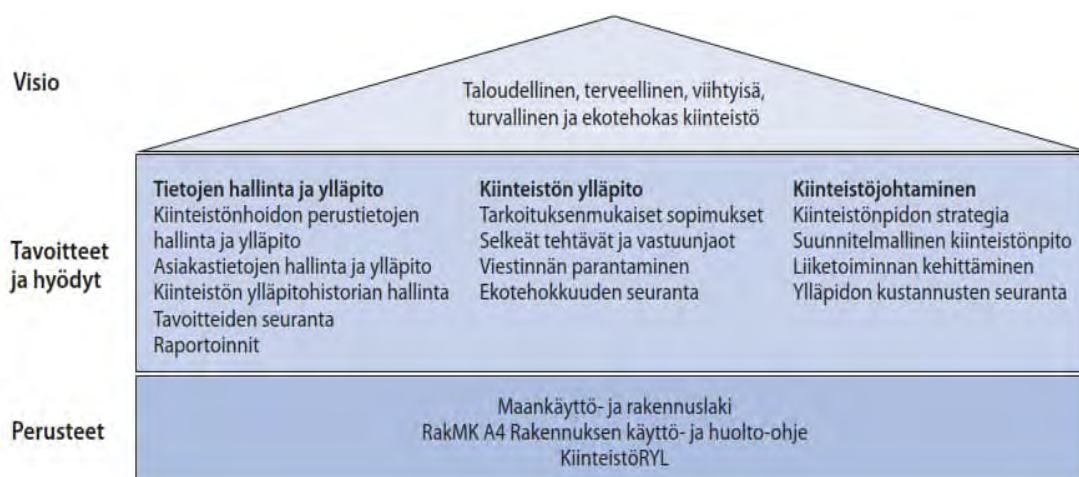 Visio
Taloudellinen, terveellinen, viihtyisä,
turvallinen ja ekotehokas kiinteistö
Tavoitteet
ja hyödyt
Tietojen hallinta ja ylläpito
Kiinteistönhoidon perustietojen
hallinta ja ylläpito
Asiakastietojen hallinta ja ylläpito
Kiinteistön ylläpitohistorian hallinta
Tavoitteiden seuranta
Raportoinnit
Kiinteistön ylläpito
Tarkoituksenmukaiset sopimukset
Selkeät tehtävät ja vastuunjaot
Viestinnän parantaminen
Ekotehokkuuden seuranta
Kiinteistöjohtaminen
Kiinteistönpidon strategia
Suunnitelmallinen kiinteistönpito
Liiketoiminnan kehittäminen
Ylläpidon kustannusten seuranta
Perusteet
Maankäyttö- ja rakennuslaki
RakMK A4 Rakennuksen käyttö- ja huolto-ohje
KiinteistöRYL